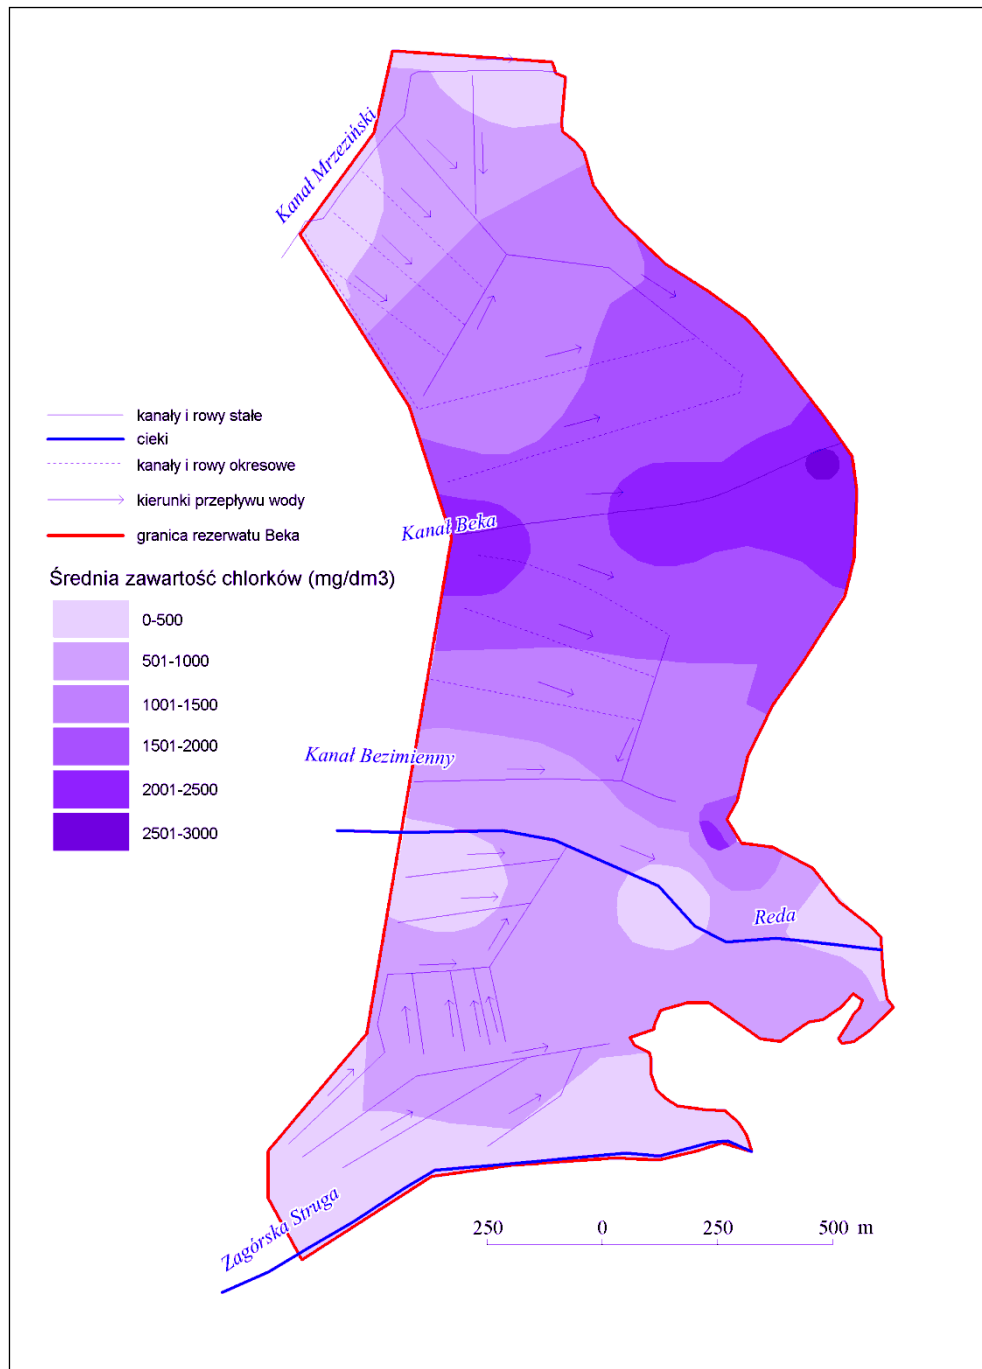 Kanał Mrzeziński
kanały i rowy stałe
cieki
kanały i rowy okresowe
kierunki przepływu wody
granica rezerwatu Beka
Kanał Beka
Średnia zawartość chlorków (mg/dm3)
0-500
501-1000
1001-1500
1501-2000
2001-2500
2501-3000
Kanał Bezimienny
Reda
Zagórska Struga
250 0 250 500 m